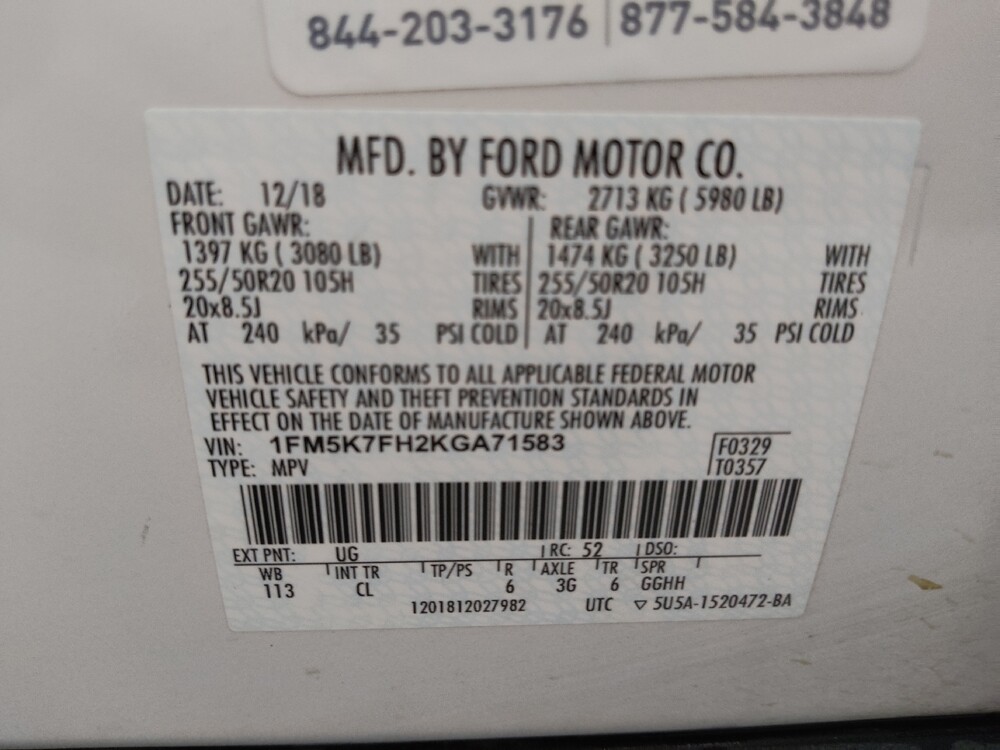 844-203-3176 | 877-584-3848
MFD. BY FORD MOTOR CO.
DATE: 12/18 GVWR: 2713 KG ( 5980 LB)
FRONT GAWR: REAR GAWR:
1397 KG ( 3080 LB) WITH 1474 KG ( 3250 LB) WITH
255/50R20 105H TIRES 255/50R20 105H TIRES
20x8.5J RIMS 20x8.5J RIMS
AT 240 kPa/ 35 PSI COLD AT 240 kPa/ 35 PSI COLD
THIS VEHICLE CONFORMS TO ALL APPLICABLE FEDERAL MOTOR
VEHICLE SAFETY AND THEFT PREVENTION STANDARDS IN
EFFECT ON THE DATE OF MANUFACTURE SHOWN ABOVE.
VIN: 1FM5K7FH2KGA71583 F0329
TYPE: MPV T0357
EXT PNT: UG RC: 52 DSO:
WB INT TR TP/PS R AXLE TR SPR
113 CL 6 3G 6 GGHH
1201812027982 UTC ▽ 5U5A-1520472-BA